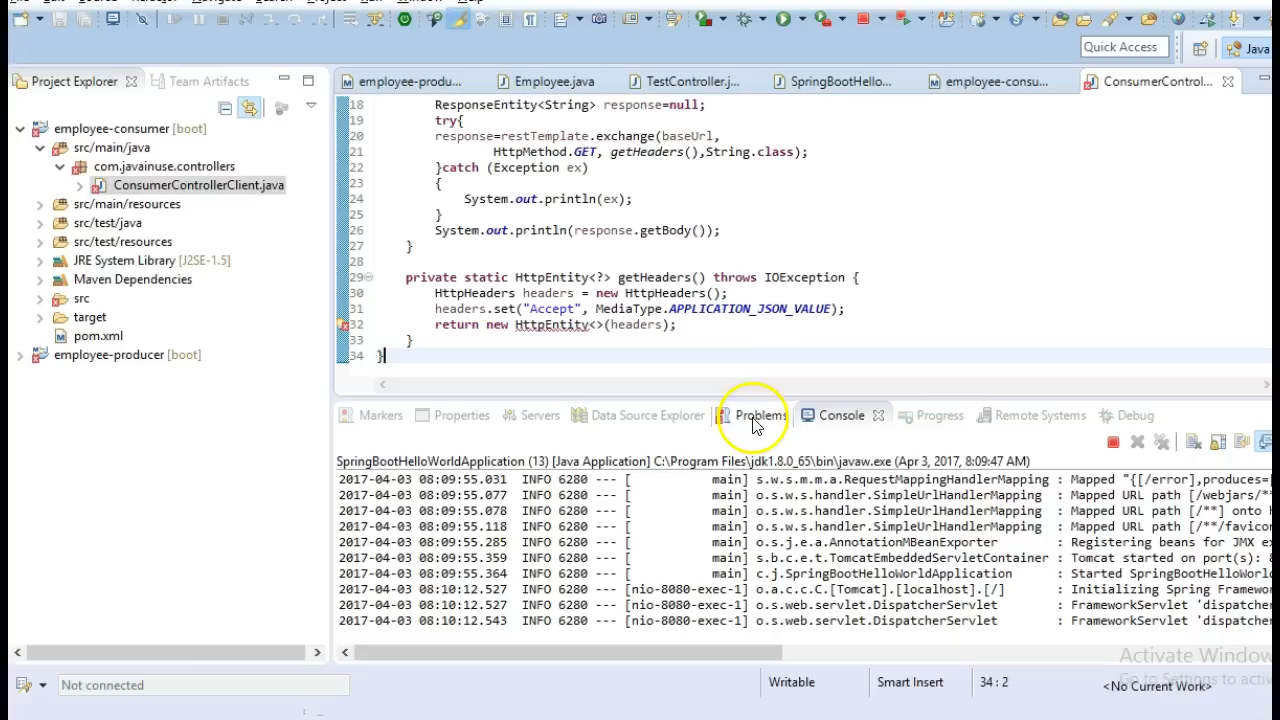 Quick Access
Java
Project Explorer
Team Artifacts
employee-produ...
Employee.java
TestController.j...
SpringBootHello...
employee-consu...
ConsumerControl...
employee-consumer [boot]
src/main/java
com.javainuse.controllers
ConsumerControllerClient.java
src/main/resources
src/test/java
src/test/resources
JRE System Library [J2SE-1.5]
Maven Dependencies
src
target
pom.xml
employee-producer [boot]
18 ResponseEntity<String> response=null;
19 try{
20 response=restTemplate.exchange(baseUrl,
21 HttpMethod.GET, getHeaders(),String.class);
22 }catch (Exception ex)
23 {
24 System.out.println(ex);
25 }
26 System.out.println(response.getBody());
27 }
28
29 private static HttpEntity<?> getHeaders() throws IOException {
30 HttpHeaders headers = new HttpHeaders();
31 headers.set("Accept", MediaType.APPLICATION_JSON_VALUE);
32 return new HttpEntity<>(headers);
33 }
34 }
Markers
Properties
Servers
Data Source Explorer
Problems
Console
Progress
Remote Systems
Debug
SpringBootHelloWorldApplication (13) [Java Application] C:\Program Files\jdk1.8.0_65\bin\javaw.exe (Apr 3, 2017, 8:09:47 AM)
2017-04-03 08:09:55.031 INFO 6280 --- [ main] s.w.s.m.m.a.RequestMappingHandlerMapping : Mapped "{[/error],produces=[
2017-04-03 08:09:55.077 INFO 6280 --- [ main] o.s.w.s.handler.SimpleUrlHandlerMapping : Mapped URL path [/webjars/**
2017-04-03 08:09:55.078 INFO 6280 --- [ main] o.s.w.s.handler.SimpleUrlHandlerMapping : Mapped URL path [/**] onto h
2017-04-03 08:09:55.118 INFO 6280 --- [ main] o.s.w.s.handler.SimpleUrlHandlerMapping : Mapped URL path [/**/favico
2017-04-03 08:09:55.285 INFO 6280 --- [ main] o.s.j.e.a.AnnotationMBeanExporter : Registering beans for JMX ex
2017-04-03 08:09:55.359 INFO 6280 --- [ main] s.b.c.e.t.TomcatEmbeddedServletContainer : Tomcat started on port(s): 8
2017-04-03 08:09:55.364 INFO 6280 --- [ main] c.j.SpringBootHelloWorldApplication : Started SpringBootHelloWorld
2017-04-03 08:10:12.527 INFO 6280 --- [nio-8080-exec-1] o.a.c.c.C.[Tomcat].[localhost].[/] : Initializing Spring Framewor
2017-04-03 08:10:12.527 INFO 6280 --- [nio-8080-exec-1] o.s.web.servlet.DispatcherServlet : FrameworkServlet 'dispatcher
2017-04-03 08:10:12.543 INFO 6280 --- [nio-8080-exec-1] o.s.web.servlet.DispatcherServlet : FrameworkServlet 'dispatcher
Activate Window
Go to Settings to activ
Not connected
Writable
Smart Insert
34 : 2
<No Current Work>